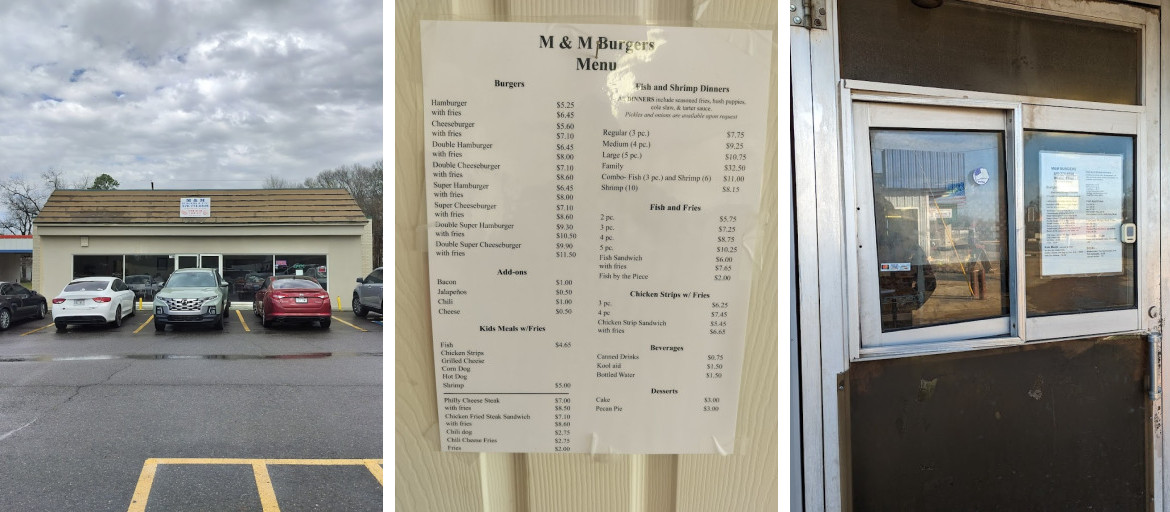 M & M
M & M Burgers
Menu
Burgers
Hamburger $5.25
with fries $6.45
Cheeseburger $5.60
with fries $7.10
Double Hamburger $6.45
with fries $8.00
Double Cheeseburger $7.10
with fries $8.60
Super Hamburger $6.45
with fries $8.00
Super Cheeseburger $7.10
with fries $8.60
Double Super Hamburger $9.30
with fries $10.50
Double Super Cheeseburger $9.90
with fries $11.50
Add-ons
Bacon $1.00
Jalapeños $0.50
Chili $1.00
Cheese $0.50
Kids Meals w/Fries
Fish $4.65
Chicken Strips
Grilled Cheese
Corn Dog
Hot Dog
Shrimp $5.00
Philly Cheese Steak $7.00
with fries $8.50
Chicken Fried Steak Sandwich $7.10
with fries $8.60
Chili dog $2.75
Chili Cheese Fries $2.75
Fries $2.00
Fish and Shrimp Dinners
DINNERS include seasoned fries, hush puppies,
cole slaw, & tartar sauce.
Pickles and onions are available upon request
Regular (3 pc.) $7.75
Medium (4 pc.) $9.25
Large (5 pc.) $10.75
Family $32.50
Combo- Fish (3 pc.) and Shrimp (6) $11.00
Shrimp (10) $8.15
Fish and Fries
2 pc. $5.75
3 pc. $7.25
4 pc. $8.75
5 pc. $10.25
Fish Sandwich $6.00
with fries $7.65
Fish by the Piece $2.00
Chicken Strips w/ Fries
3 pc. $6.25
4 pc $7.45
Chicken Strip Sandwich $5.45
with fries $6.65
Beverages
Canned Drinks $0.75
Kool aid $1.50
Bottled Water $1.50
Desserts
Cake $3.00
Pecan Pie $3.00